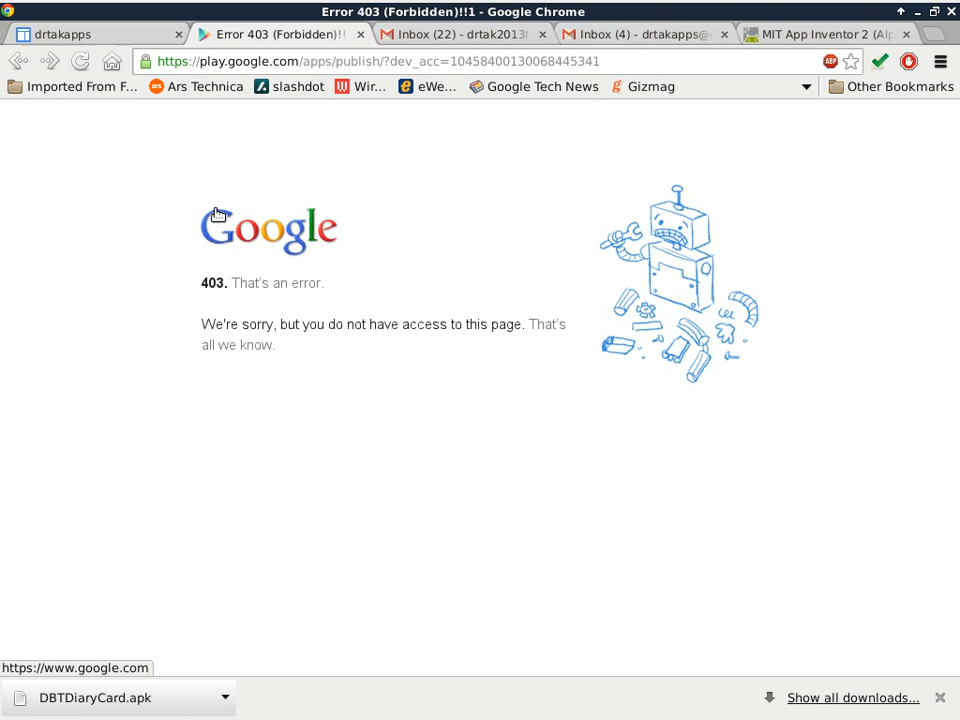 Error 403 (Forbidden)!!1 - Google Chrome
drtakapps
Error 403 (Forbidden)!!
Inbox (22) - drtak2013
Inbox (4) - drtakapps@
MIT App Inventor 2 (Al
https://play.google.com/apps/publish/?dev_acc=10458400130068445341
ABP
Imported From F...
ars
Ars Technica
slashdot
Wir...
eWe...
Google Tech News
Gizmag
Other Bookmarks
Google
403. That's an error.
We're sorry, but you do not have access to this page. That's
all we know.
https://www.google.com
DBTDiaryCard.apk
Show all downloads...